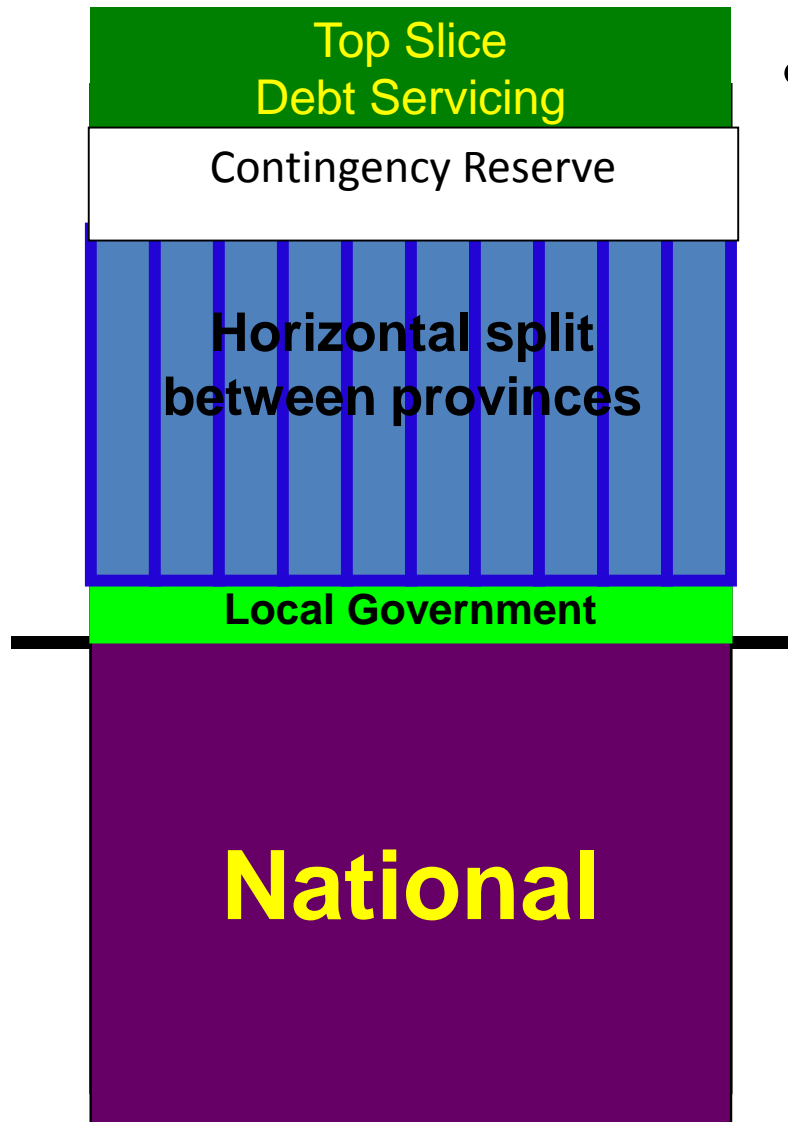 Top Slice
Debt Servicing
Contingency Reserve
Horizontal split
between provinces
Local Government
National